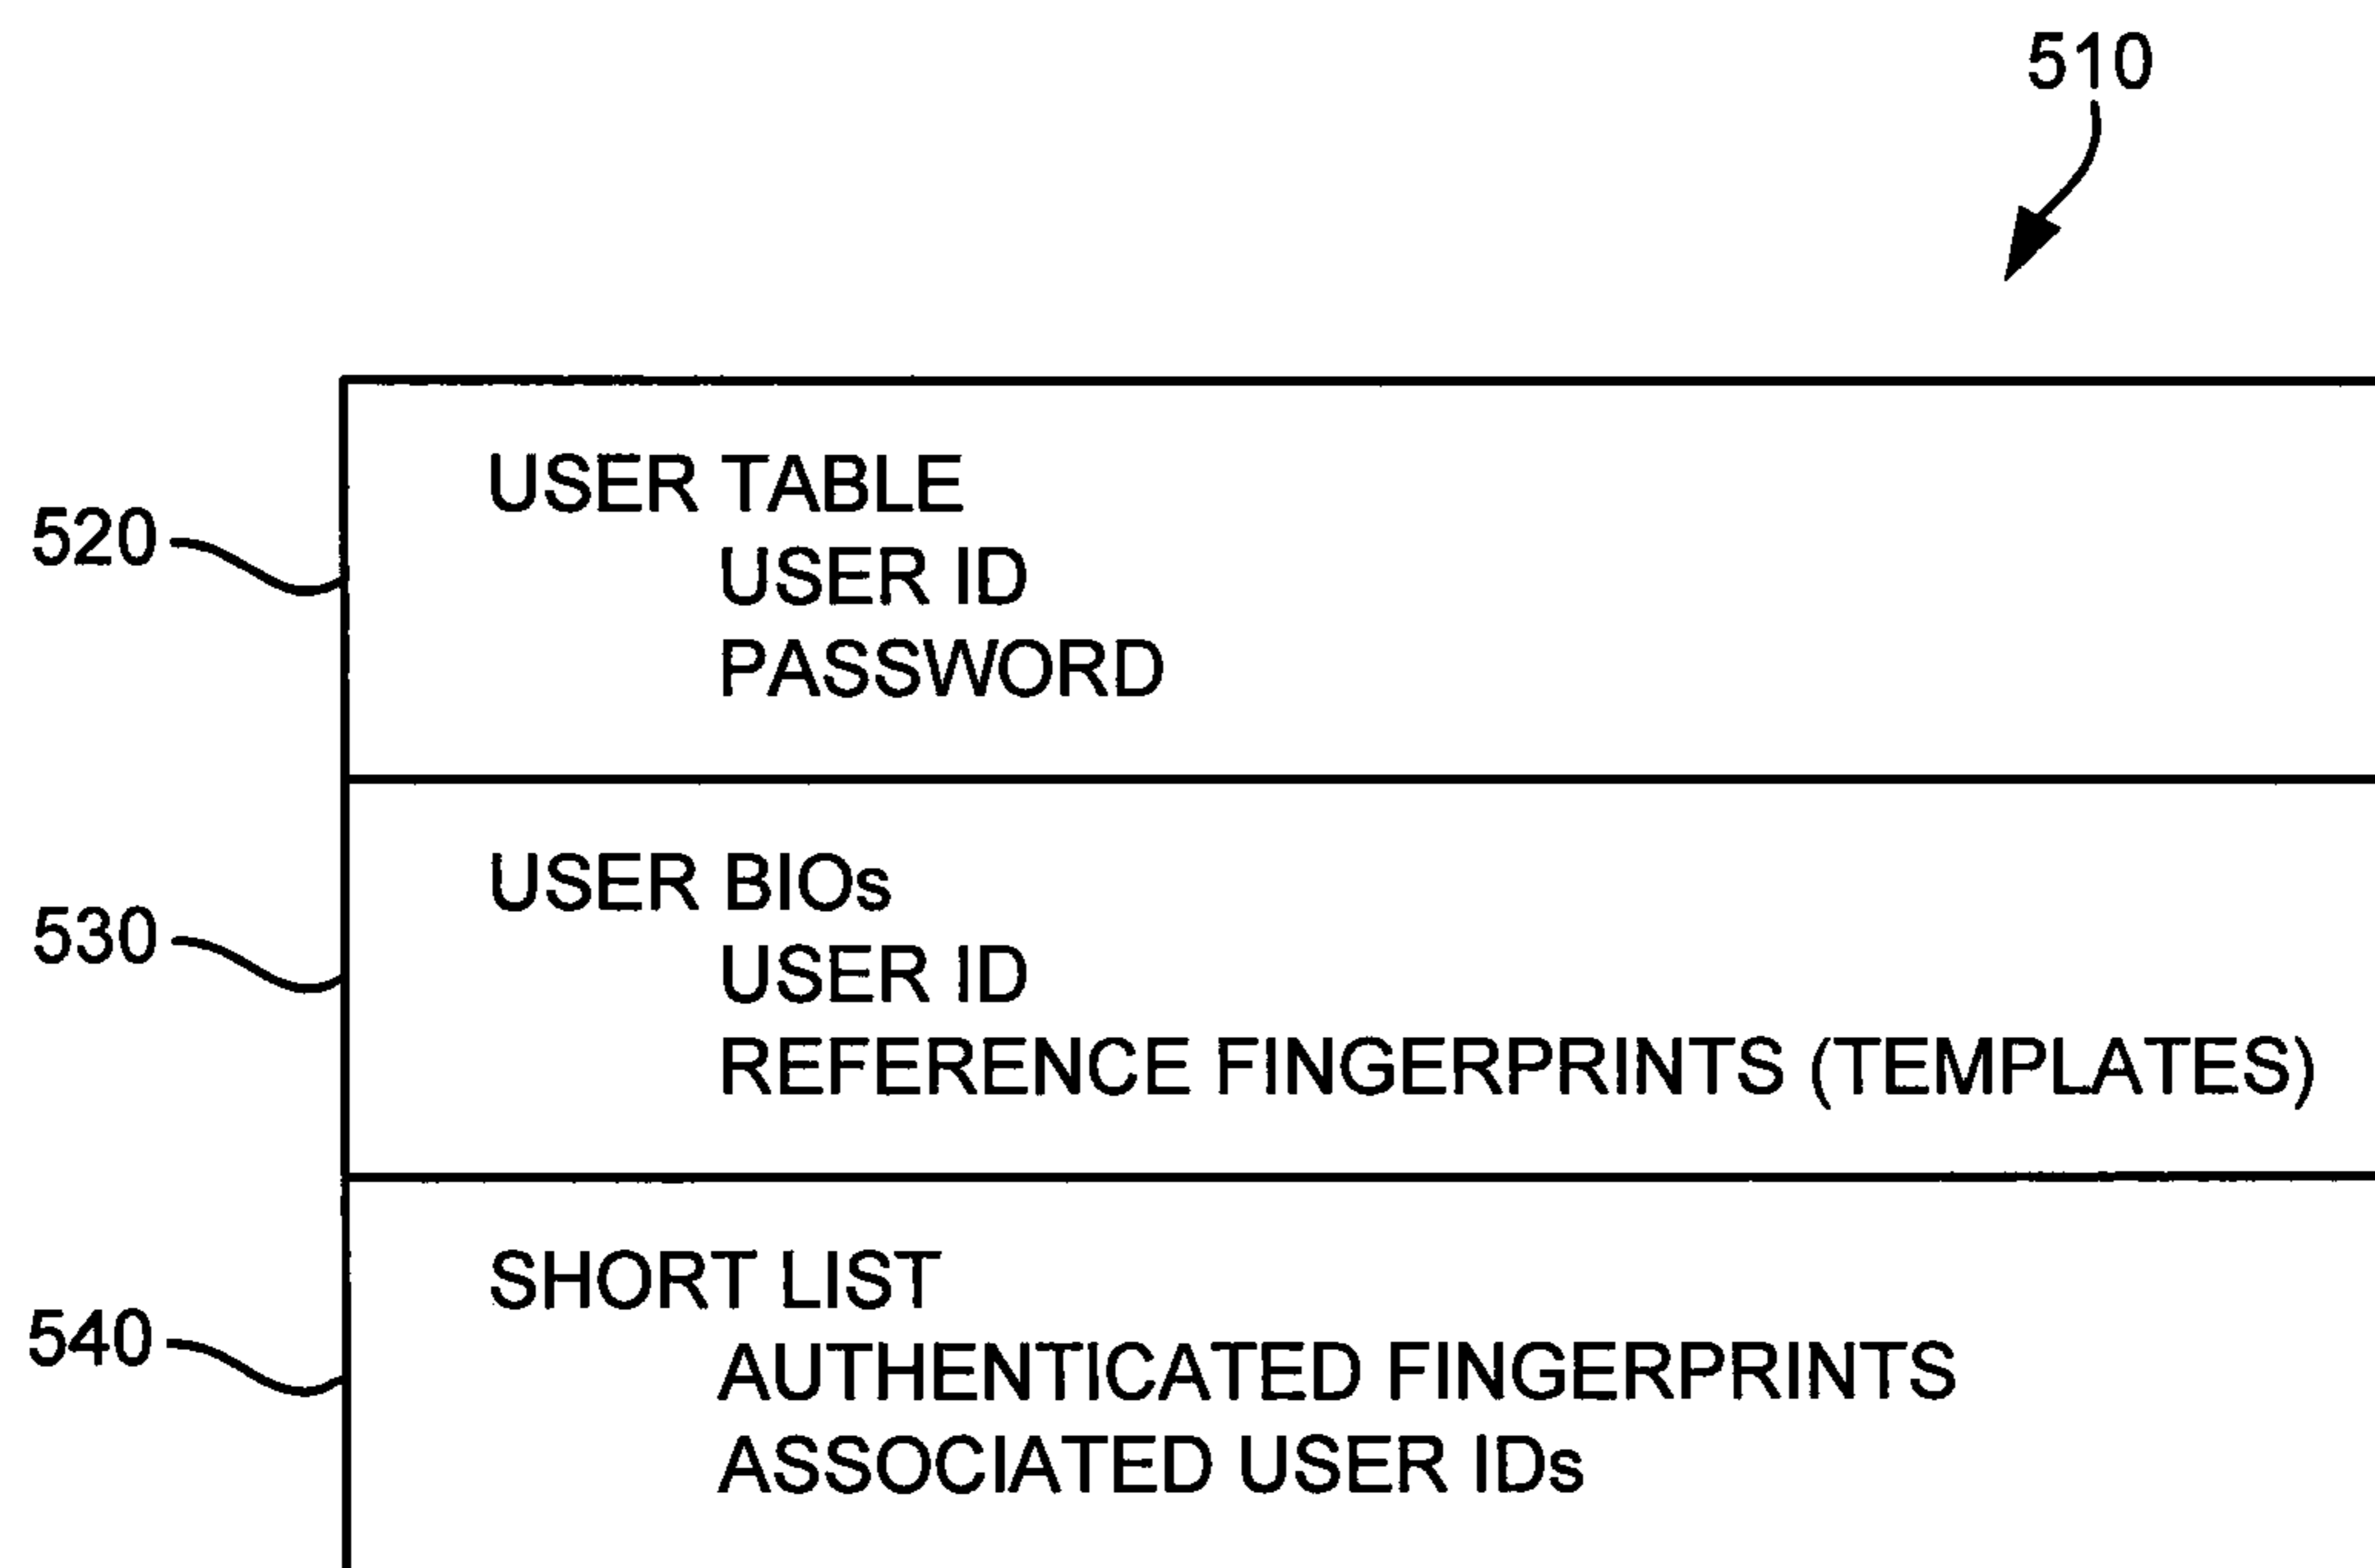 510
520
USER TABLE
USER ID
PASSWORD
530
USER BIOs
USER ID
REFERENCE FINGERPRINTS (TEMPLATES)
540
SHORT LIST
AUTHENTICATED FINGERPRINTS
ASSOCIATED USER IDs